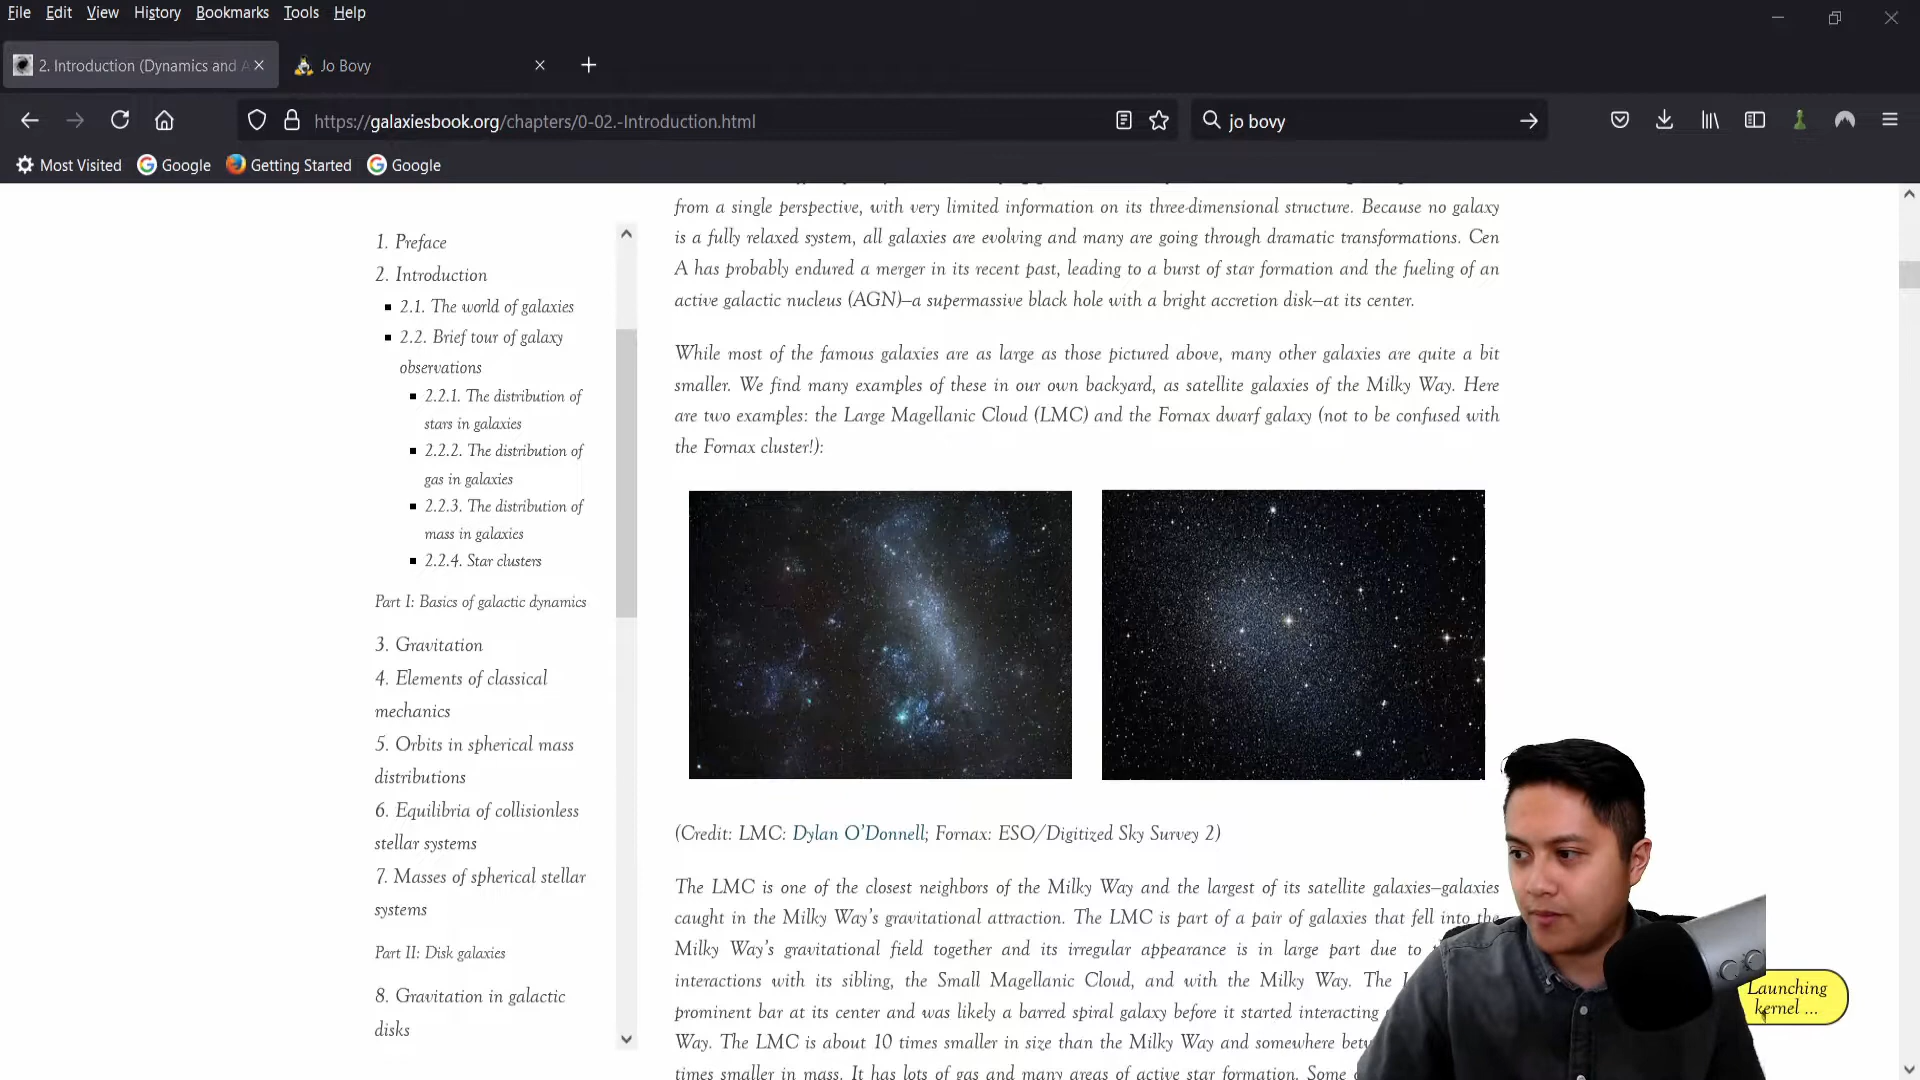 File Edit View History Bookmarks Tools Help
2. Introduction (Dynamics and A
Jo Bovy
https://galaxiesbook.org/chapters/0-02.-Introduction.html
jo bovy
Most Visited Google Getting Started Google
1. Preface
2. Introduction
2.1. The world of galaxies
2.2. Brief tour of galaxy
observations
2.2.1. The distribution of
stars in galaxies
2.2.2. The distribution of
gas in galaxies
2.2.3. The distribution of
mass in galaxies
2.2.4. Star clusters
Part I: Basics of galactic dynamics
3. Gravitation
4. Elements of classical
mechanics
5. Orbits in spherical mass
distributions
6. Equilibria of collisionless
stellar systems
7. Masses of spherical stellar
systems
Part II: Disk galaxies
8. Gravitation in galactic
disks
from a single perspective, with very limited information on its three-dimensional structure. Because no galaxy
is a fully relaxed system, all galaxies are evolving and many are going through dramatic transformations. Cen
A has probably endured a merger in its recent past, leading to a burst of star formation and the fueling of an
active galactic nucleus (AGN)—a supermassive black hole with a bright accretion disk—at its center.
While most of the famous galaxies are as large as those pictured above, many other galaxies are quite a bit
smaller. We find many examples of these in our own backyard, as satellite galaxies of the Milky Way. Here
are two examples: the Large Magellanic Cloud (LMC) and the Fornax dwarf galaxy (not to be confused with
the Fornax cluster!):
(Credit: LMC: Dylan O'Donnell; Fornax: ESO/Digitized Sky Survey 2)
The LMC is one of the closest neighbors of the Milky Way and the largest of its satellite galaxies—galaxies
caught in the Milky Way's gravitational attraction. The LMC is part of a pair of galaxies that fell into the
Milky Way's gravitational field together and its irregular appearance is in large part due to
interactions with its sibling, the Small Magellanic Cloud, and with the Milky Way. The
prominent bar at its center and was likely a barred spiral galaxy before it started interacting
Way. The LMC is about 10 times smaller in size than the Milky Way and somewhere
times smaller in mass. It has lots of gas and many areas of active star formation. Some
Launching
kernel ...